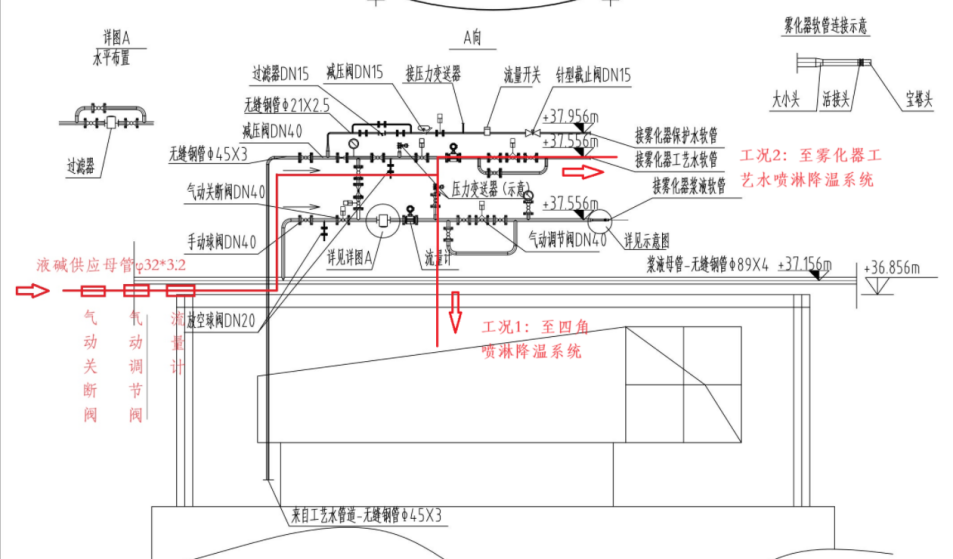 详图A
水平布置
过滤器
A向
雾化器软管连接示意
大小头
活接头
宝塔头
过滤器DN15
减压阀DN15
接压力变送器
流量开关
针型截止阀DN15
无缝钢管Φ21X2.5
+37.956m
减压阀DN40
接雾化器保护水软管
+37.556m
无缝钢管Φ45X3
接雾化器工艺水软管
工况2：至雾化器工
艺水喷淋降温系统
气动关断阀DN40
压力变送器（示意）
接雾化器浆液软管
+37.556m
手动球阀DN40
详见详图A
流量计
气动调节阀DN40
详见示意图
液碱供应母管φ32*3.2
浆液母管-无缝钢管Φ89X4
+37.156m
+36.856m
气动关断阀
气动调节阀
流量计
放空球阀DN20
工况1：至四角
喷淋降温系统
来自工艺水管道-无缝钢管Φ45X3